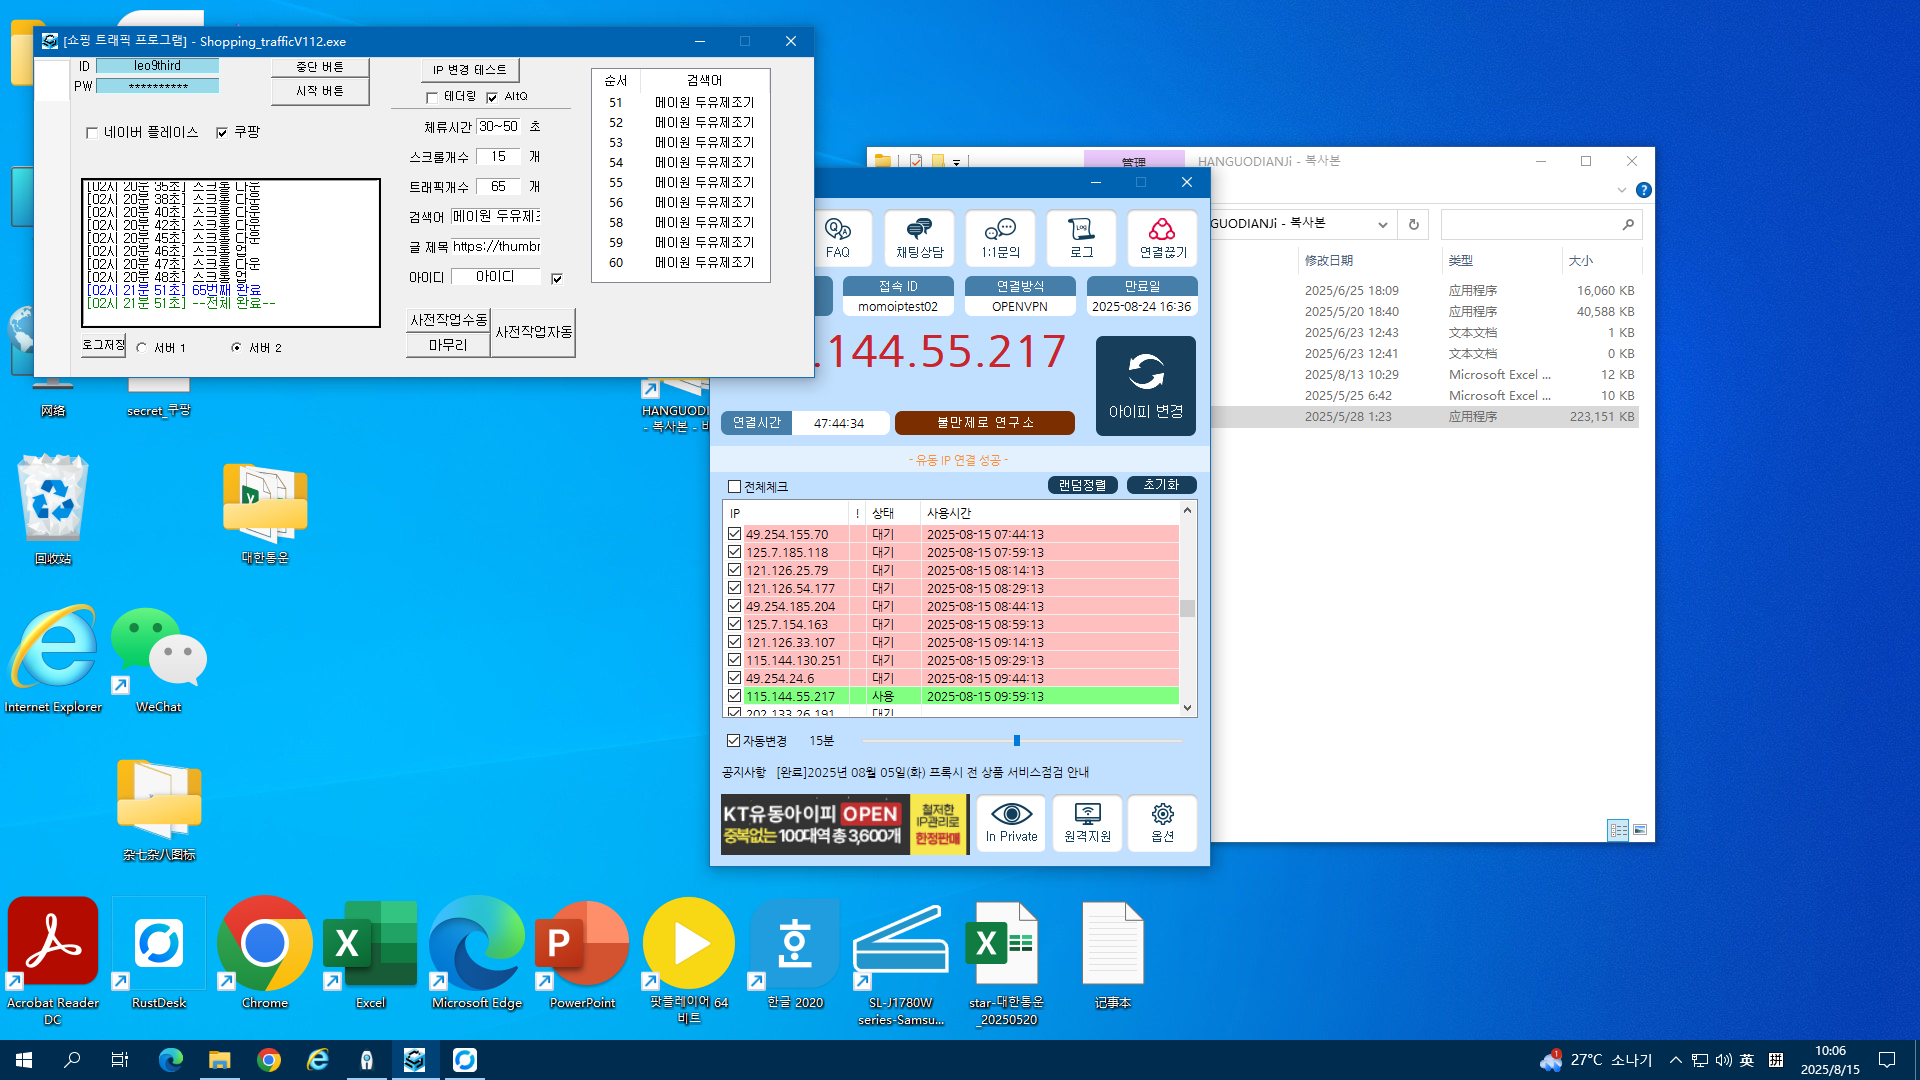 [쇼핑 트래픽 프로그램] - Shopping_trafficV112.exe
ID leo9third
PW **********
중단 버튼
시작 버튼
네이버 플레이스
쿠팡
IP 변경 테스트
테더링 AltQ
체류시간 30~50 초
스크롤개수 15 개
트래픽개수 65 개
검색어 메이원 두유제조
글 제목 https://thumbr
아이디 아이디
사전작업수동
마무리
사전작업자동
[02시 20분 35초] 스크롤 다운
[02시 20분 38초] 스크롤 다운
[02시 20분 40초] 스크롤 다운
[02시 20분 42초] 스크롤 다운
[02시 20분 45초] 스크롤 다운
[02시 20분 46초] 스크롤 업
[02시 20분 47초] 스크롤 다운
[02시 20분 48초] 스크롤 업
[02시 21분 51초] 65번째 완료
[02시 21분 51초] --전체 완료--
로그저장
서버 1
서버 2
순서 검색어
51 메이원 두유제조기
52 메이원 두유제조기
53 메이원 두유제조기
54 메이원 두유제조기
55 메이원 두유제조기
56 메이원 두유제조기
58 메이원 두유제조기
59 메이원 두유제조기
60 메이원 두유제조기
FAQ
채팅상담
1:1문의
로그
연결끊기
접속 ID
momoiptest02
연결방식
OPENVPN
만료일
2025-08-24 16:36
.144.55.217
아이피 변경
연결시간 47:44:34
불만제로 연구소
- 유동 IP 연결 성공 -
전체체크
랜덤정렬
초기화
IP ! 상태 사용시간
49.254.155.70 대기 2025-08-15 07:44:13
125.7.185.118 대기 2025-08-15 07:59:13
121.126.25.79 대기 2025-08-15 08:14:13
121.126.54.177 대기 2025-08-15 08:29:13
49.254.185.204 대기 2025-08-15 08:44:13
125.7.154.163 대기 2025-08-15 08:59:13
121.126.33.107 대기 2025-08-15 09:14:13
115.144.130.251 대기 2025-08-15 09:29:13
49.254.24.6 대기 2025-08-15 09:44:13
115.144.55.217 사용 2025-08-15 09:59:13
202.133.26.191 대기
자동변경 15분
공지사항 [완료]2025년 08월 05일(화) 프록시 전 상품 서비스점검 안내
KT유동아이피 OPEN
중복없는 100대역 총 3,600개
철저한
IP관리로
한정판매
In Private
원격지원
옵션
管理
HANGUODIANJi - 복사본
GUODIANJi - 복사본
修改日期 类型 大小
2025/6/25 18:09 应用程序 16,060 KB
2025/5/20 18:40 应用程序 40,588 KB
2025/6/23 12:43 文本文档 1 KB
2025/6/23 12:41 文本文档 0 KB
2025/8/13 10:29 Microsoft Excel ... 12 KB
2025/5/25 6:42 Microsoft Excel ... 10 KB
2025/5/28 1:23 应用程序 223,151 KB
网络
secret_쿠팡
HANGUODI
- 복사본 -
回收站
대한통운
Internet Explorer
WeChat
杂七杂八图标
Acrobat Reader
DC
RustDesk
Chrome
Excel
Microsoft Edge
PowerPoint
팟플레이어 64
비트
한글 2020
SL-J1780W
series-Samsu...
star-대한통운
_20250520
记事本
27°C 소나기
英
拼
10:06
2025/8/15